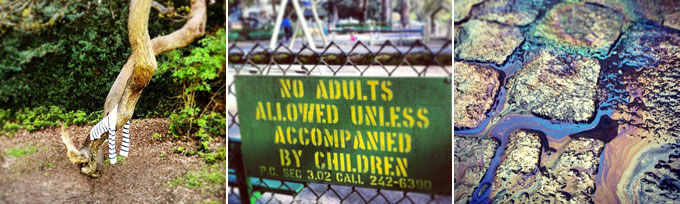 NO ADULTS
ALLOWED UNLESS
ACCOMPANIED
BY CHILDREN
P.C. SEC 3.02 CALL 242-6390